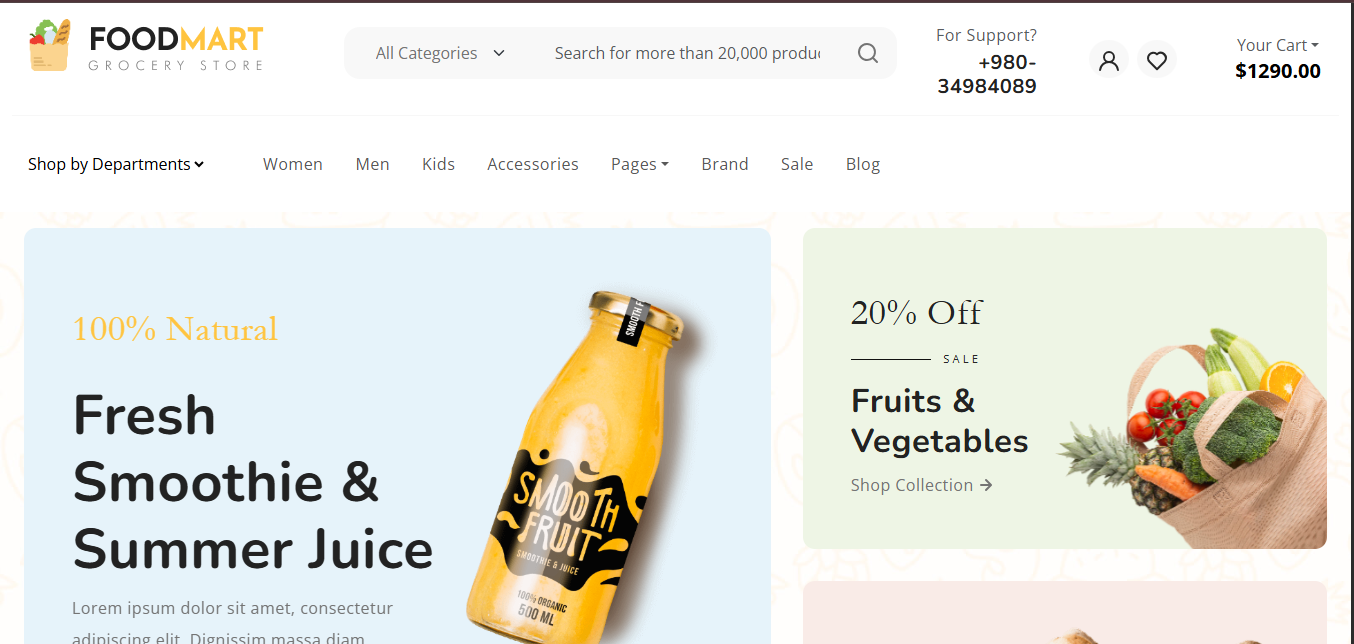 FOODMART
GROCERY STORE
All Categories
Search for more than 20,000 produc
For Support?
+980-
34984089
Your Cart
$1290.00
Shop by Departments
Women
Men
Kids
Accessories
Pages
Brand
Sale
Blog
100% Natural
Fresh
Smoothie &
Summer Juice
Lorem ipsum dolor sit amet, consectetur
adipiscing elit. Dignissim massa diam
SMOOTH F
SMOOTH
FRUIT
SMOOTHIE & JUICE
100% ORGANIC
500 ML
20% Off
SALE
Fruits &
Vegetables
Shop Collection →